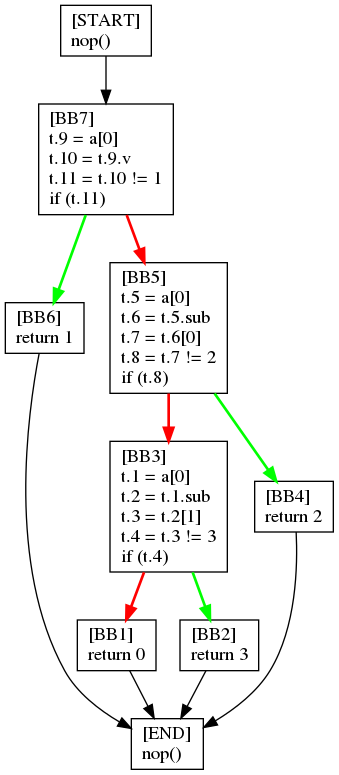 [START]
nop()
[BB7]
t.9 = a[0]
t.10 = t.9.v
t.11 = t.10 != 1
if (t.11)
[BB5]
t.5 = a[0]
t.6 = t.5.sub
t.7 = t.6[0]
t.8 = t.7 != 2
if (t.8)
[BB6]
return 1
[BB3]
t.1 = a[0]
t.2 = t.1.sub
t.3 = t.2[1]
t.4 = t.3 != 3
if (t.4)
[BB4]
return 2
[BB1]
return 0
[BB2]
return 3
[END]
nop()